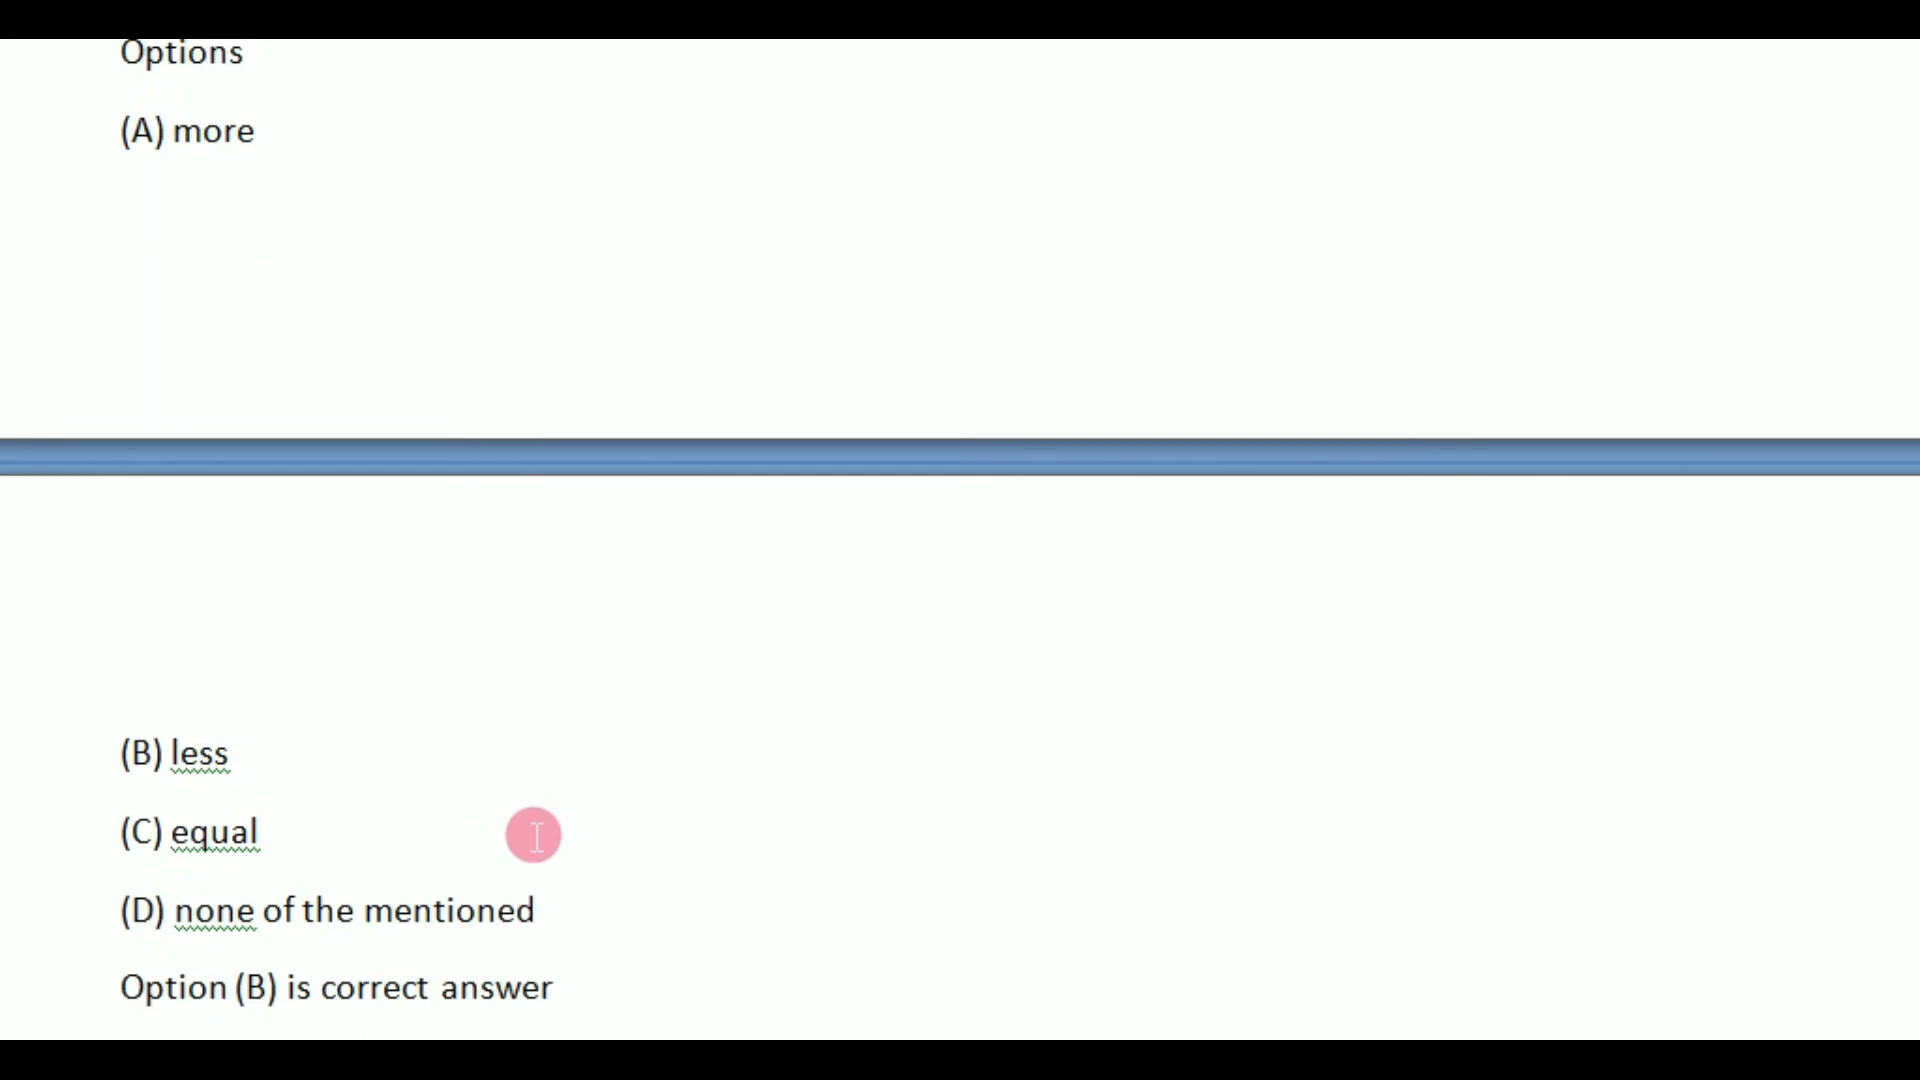 Options
(A) more
(B) less
(C) equal
(D) none of the mentioned
Option (B) is correct answer